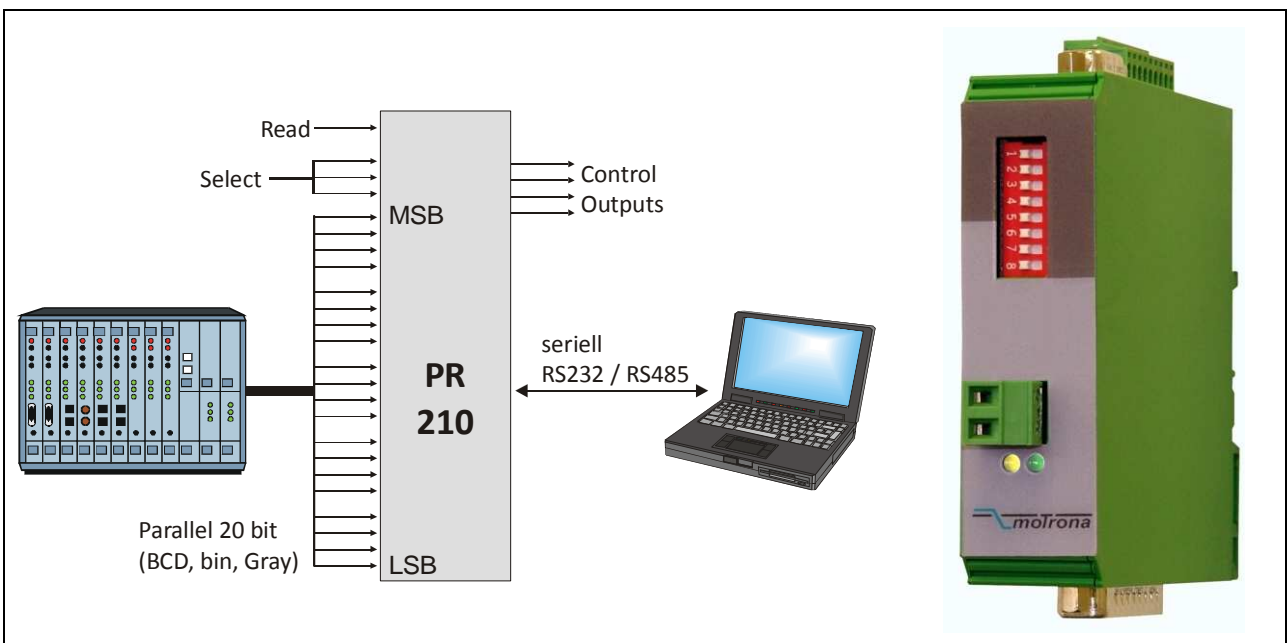 Read
Select
MSB
Control
Outputs
PR
210
seriell
RS232 / RS485
Parallel 20 bit
(BCD, bin, Gray)
LSB
1
2
3
4
5
6
7
8
motrona